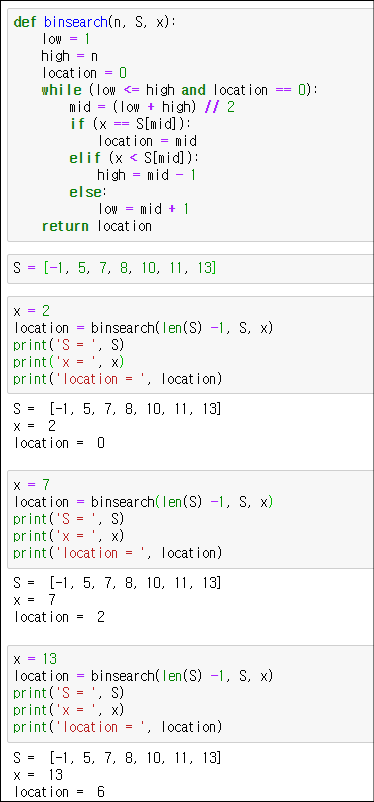 def binsearch(n, S, x):
    low = 1
    high = n
    location = 0
    while (low <= high and location == 0):
        mid = (low + high) // 2
        if (x == S[mid]):
            location = mid
        elif (x < S[mid]):
            high = mid - 1
        else:
            low = mid + 1
    return location
S = [-1, 5, 7, 8, 10, 11, 13]
x = 2
location = binsearch(len(S) -1, S, x)
print('S = ', S)
print('x = ', x)
print('location = ', location)
S =  [-1, 5, 7, 8, 10, 11, 13]
x =  2
location =  0
x = 7
location = binsearch(len(S) -1, S, x)
print('S = ', S)
print('x = ', x)
print('location = ', location)
S =  [-1, 5, 7, 8, 10, 11, 13]
x =  7
location =  2
x = 13
location = binsearch(len(S) -1, S, x)
print('S = ', S)
print('x = ', x)
print('location = ', location)
S =  [-1, 5, 7, 8, 10, 11, 13]
x =  13
location =  6